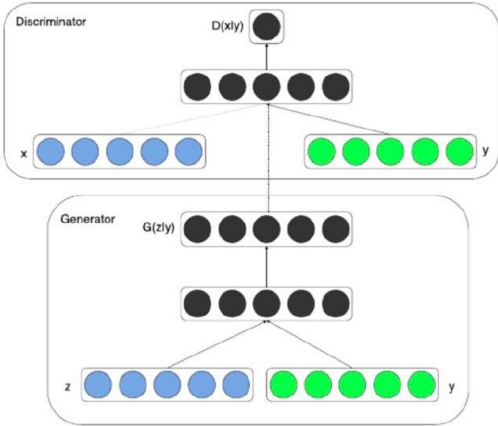 Discriminator
D(x|y)
x
y
Generator
G(z|y)
z
y